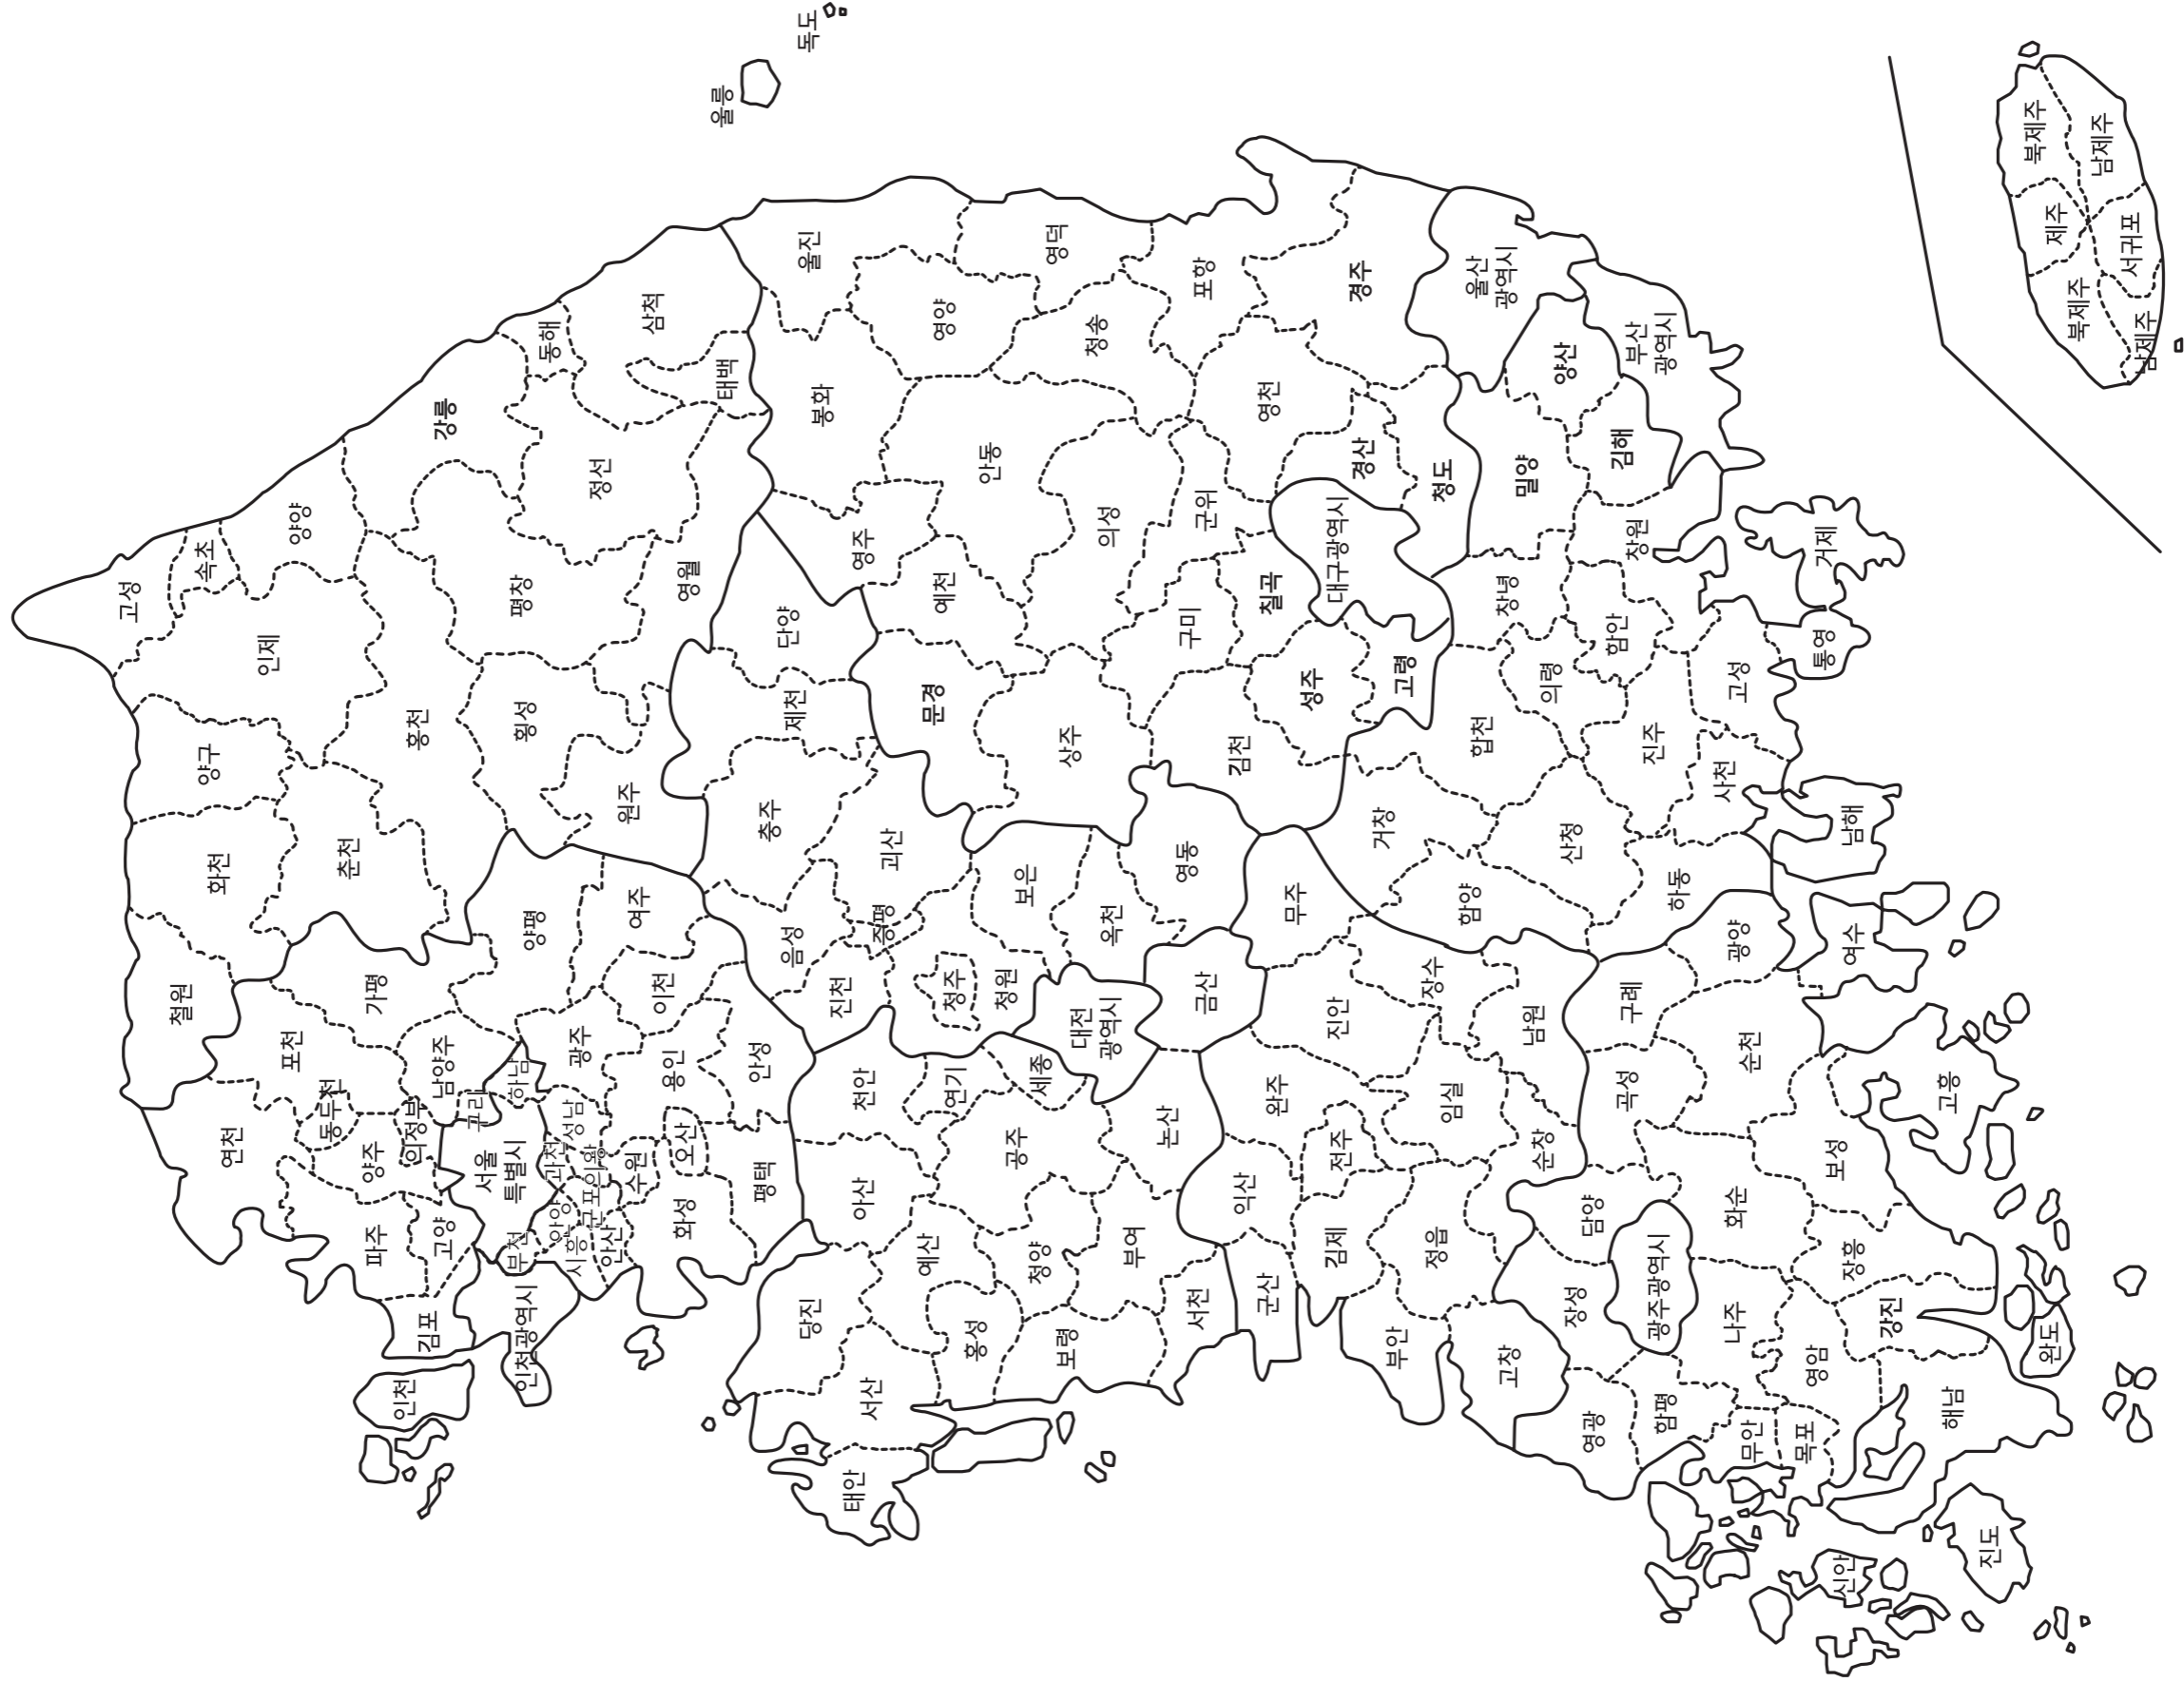 독도
울릉
고성
속초
양양
인제
양구
화천
철원
춘천
홍천
강릉
평창
횡성
원주
정선
영월
동해
삼척
태백
연천
포천
가평
동두천
양주
의정부
남양주
파주
고양
김포
구리
하남
서울
특별시
양평
여주
이천
광주
성남
과천
의왕
군포
안양
부천
시흥
안산
수원
용인
안성
오산
화성
평택
인천
인천광역시
단양
제천
충주
괴산
음성
증평
진천
청주
청원
보은
옥천
영동
대전
광역시
금산
천안
연기
세종
공주
논산
아산
예산
당진
서산
태안
홍성
청양
부여
보령
서천
울진
봉화
영양
영덕
영주
안동
청송
예천
의성
문경
상주
포항
군위
구미
김천
영천
경주
경산
칠곡
대구광역시
청도
성주
고령
울산
광역시
부산
광역시
양산
밀양
김해
창원
창녕
함안
의령
합천
거창
함양
산청
진주
고성
사천
하동
남해
통영
거제
무주
진안
장수
완주
전주
익산
군산
김제
임실
남원
순창
정읍
부안
고창
구례
곡성
광양
순천
여수
고흥
보성
화순
담양
광주광역시
장성
영광
함평
나주
장흥
강진
영암
무안
목포
해남
완도
진도
신안
북제주
남제주
제주
서귀포
북제주
남제주